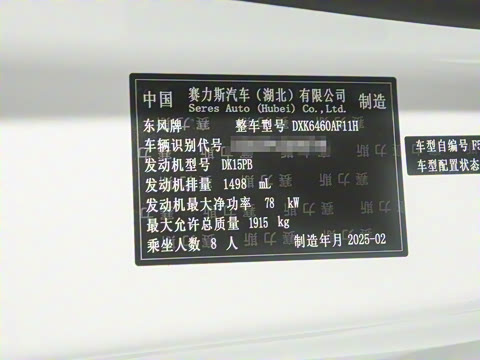 中国 赛力斯汽车（湖北）有限公司 制造
Seres Auto (Hubei) Co.,Ltd.
东风牌 整车型号 DXK6460AF11H
车辆识别代号
发动机型号 DK15PB
发动机排量 1498 mL
发动机最大净功率 78 kW
最大允许总质量 1915 kg
乘坐人数 8 人 制造年月 2025-02
车型自编号 F5
车型配置状态